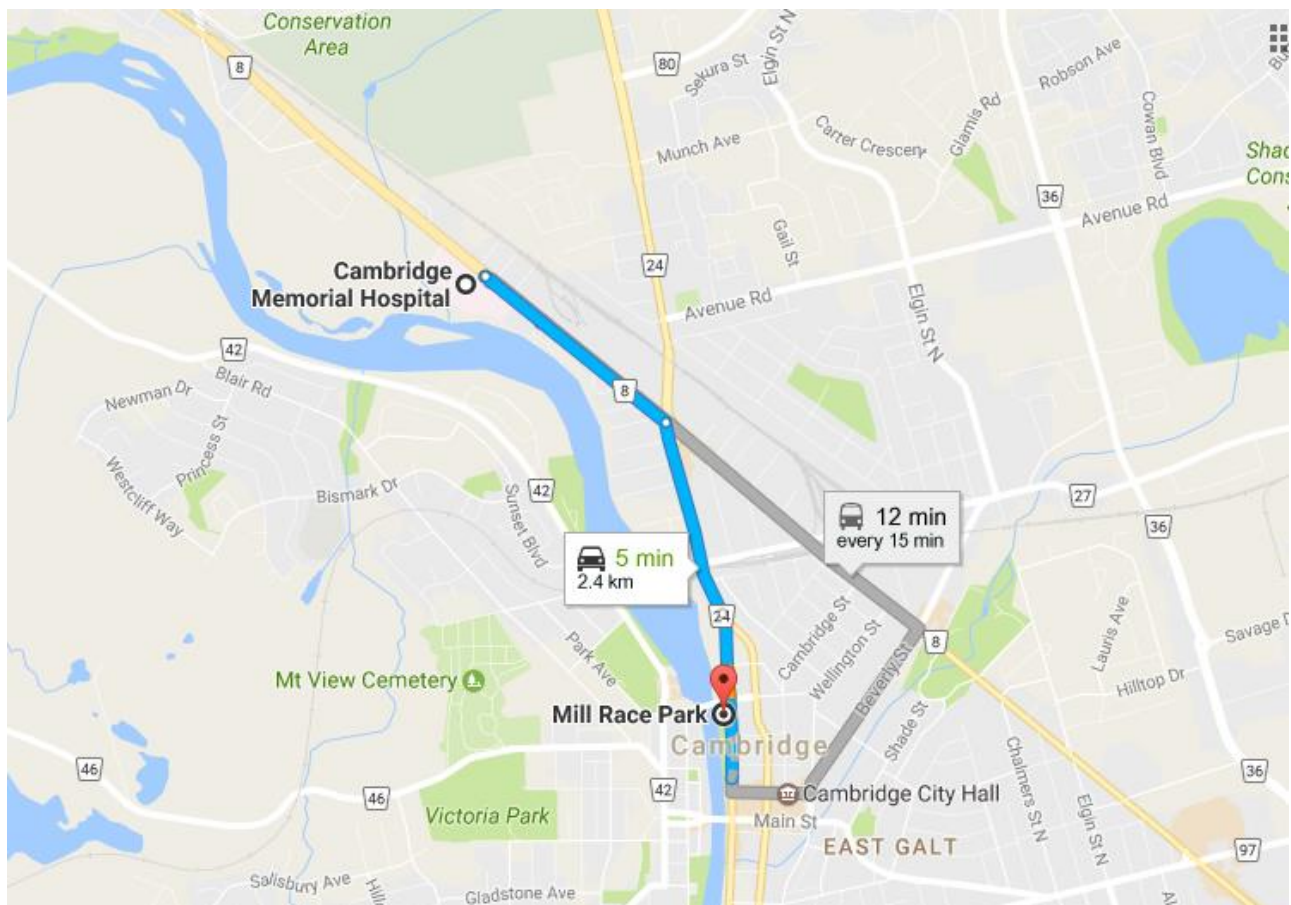 Conservation
Area
8
80
Sekura St
Elgin St N
Robson Ave
Munch Ave
Carter Crescent
Glamis Rd
Cowan Blvd
36
Avenue Rd
Gail St
24
Cambridge
Memorial Hospital
Avenue Rd
Elgin St N
42
Blair Rd
Newman Dr
Princess St
8
Westcliff Way
Bismark Dr
Sunset Blvd
42
27
36
12 min
every 15 min
5 min
2.4 km
24
Cambridge St
Wellington St
Beverly St
8
Lauris Ave
Park Ave
Mt View Cemetery
Hilltop Dr
Mill Race Park
Cambridge
Shade St
46
46
42
Cambridge City Hall
Chalmers St N
Elgin St N
36
Victoria Park
Main St
EAST GALT
97
Salisbury Ave
Gladstone Ave